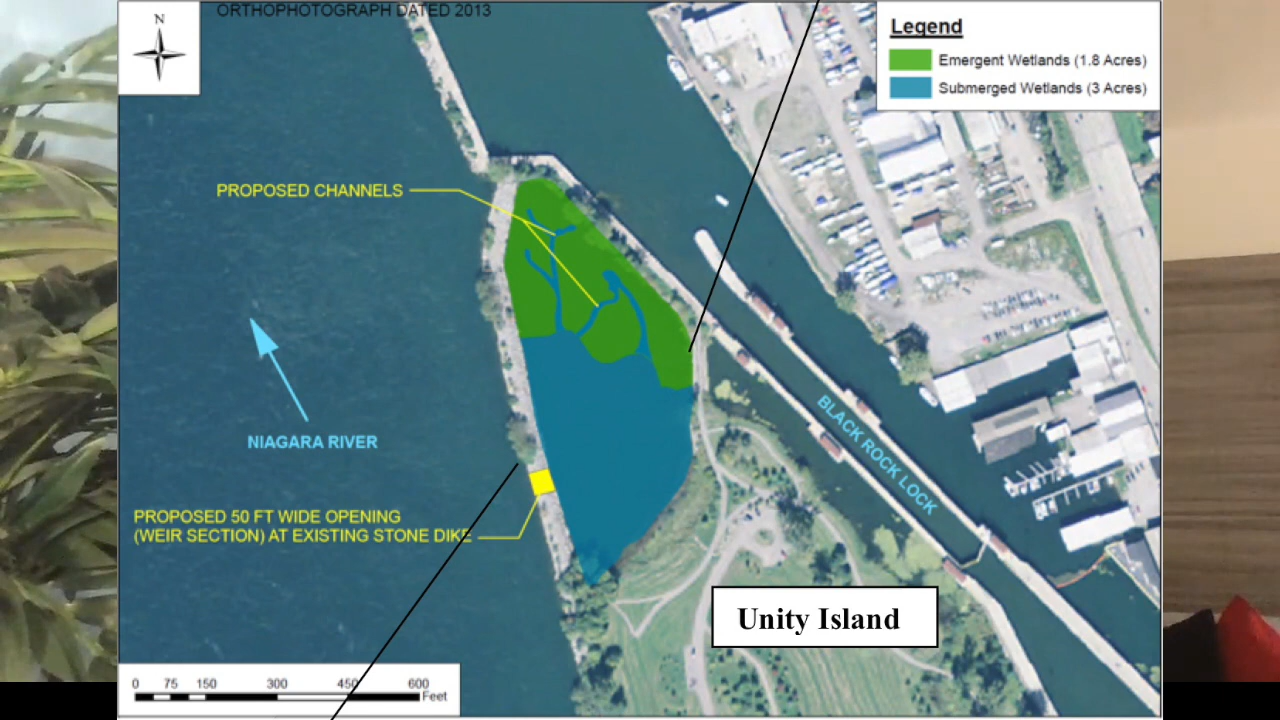 ORTHOPHOTOGRAPH DATED 2013
N
Legend
Emergent Wetlands (1.8 Acres)
Submerged Wetlands (3 Acres)
PROPOSED CHANNELS
NIAGARA RIVER
BLACK ROCK LOCK
PROPOSED 50 FT WIDE OPENING
(WEIR SECTION) AT EXISTING STONE DIKE
Unity Island
0 75 150 300 450 600
Feet